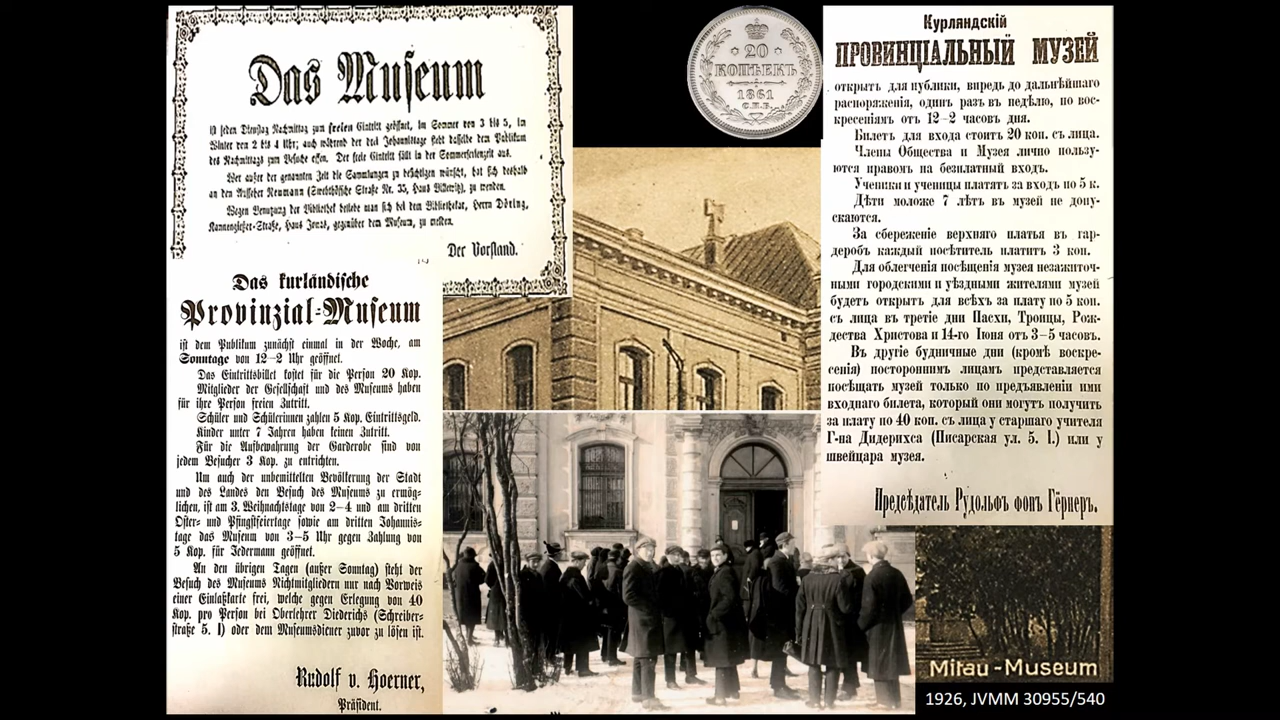 Das Museum
ist jeden Dienstag Nachmittag zum freien Eintritt geöffnet, im Sommer von 3 bis 5, im
Winter von 2 bis 4 Uhr; auch während der drei Johannistage steht dasselbe dem Publikum
des Nachmittags zum Besuche offen. Der freie Eintritt fällt in der Sommerferienzeit aus.
Wer außer der genannten Zeit die Sammlungen zu besichtigen wünscht, hat sich deshalb
an den Aufseher Neumann (Swethhöfsche Straße Nr. 35, Haus
zu wenden.
Wegen Benutzung der Bibliothek beliebe man sich bei dem Bibliothekar, Herrn Döring,
Kannengießer-Straße, Haus Jonas, gegenüber dem Museum, zu melden.
Der Vorstand.
Das kurländische
Provinzial-Museum
ist dem Publikum zunächst einmal in der Woche, am
Sonntage von 12–2 Uhr geöffnet.
Das Eintrittsbillet kostet für die Person 20 Kop.
Mitglieder der Gesellschaft und des Museums haben
für ihre Person freien Zutritt.
Schüler und Schülerinnen zahlen 5 Kop. Eintrittsgeld.
Kinder unter 7 Jahren haben keinen Zutritt.
Für die Aufbewahrung der Garderobe sind von
jedem Besucher 3 Kop. zu entrichten.
Um auch der unbemittelten Bevölkerung der Stadt
und des Landes den Besuch des Museums zu ermög-
lichen, ist am 3. Weihnachtstage von 2–4 und am dritten
Oster- und Pfingstfeiertage sowie am dritten Johannis-
tage das Museum von 3–5 Uhr gegen Zahlung von
5 Kop. für Jedermann geöffnet.
An den übrigen Tagen (außer Sonntag) steht der
Besuch des Museums Nichtmitgliedern nur nach Vorweis
einer Einlaßkarte frei, welche gegen Erlegung von 40
Kop. pro Person bei Oberlehrer Diederichs (Schreiber-
straße 5. I) oder dem Museumsdiener zuvor zu lösen ist.
Rudolf v. Hoerner,
Präsident.
20
КОПѢЕКЪ
1861
С.П.Б.
Курляндскій
ПРОВИНЦІАЛЬНЫЙ МУЗЕЙ
открытъ для публики, впредь до дальнѣйшаго
распоряженія, одинъ разъ въ недѣлю, по вос-
кресеніямъ отъ 12–2 часовъ дня.
Билетъ для входа стоитъ 20 коп. съ лица.
Члены Общества и Музея лично пользу-
ются правомъ на безплатный входъ.
Ученики и ученицы платятъ за входъ по 5 к.
Дѣти моложе 7 лѣтъ въ музей не допу-
скаются.
За сбереженіе верхняго платья въ гар-
деробъ каждый посѣтитель платитъ 3 коп.
Для облегченія посѣщенія музея незажиточ-
ными городскими и уѣздными жителями музей
будетъ открытъ для всѣхъ за плату по 5 коп.
съ лица въ третіе дни Пасхи, Троицы, Рож-
дества Христова и 14-го Іюня отъ 3–5 часовъ.
Въ другіе будничные дни (кромѣ воскре-
сенія) постороннимъ лицамъ представляется
посѣщать музей только по предъявленіи ими
входнаго билета, который они могутъ получить
за плату по 40 коп. съ лица у старшаго учителя
Г-на Дидерихса (Писарская ул. 5. I.) или у
швейцара музея.
Предсѣдатель Рудольфъ фонъ Гёрнеръ.
Mitau-Museum
1926, JVMM 30955/540